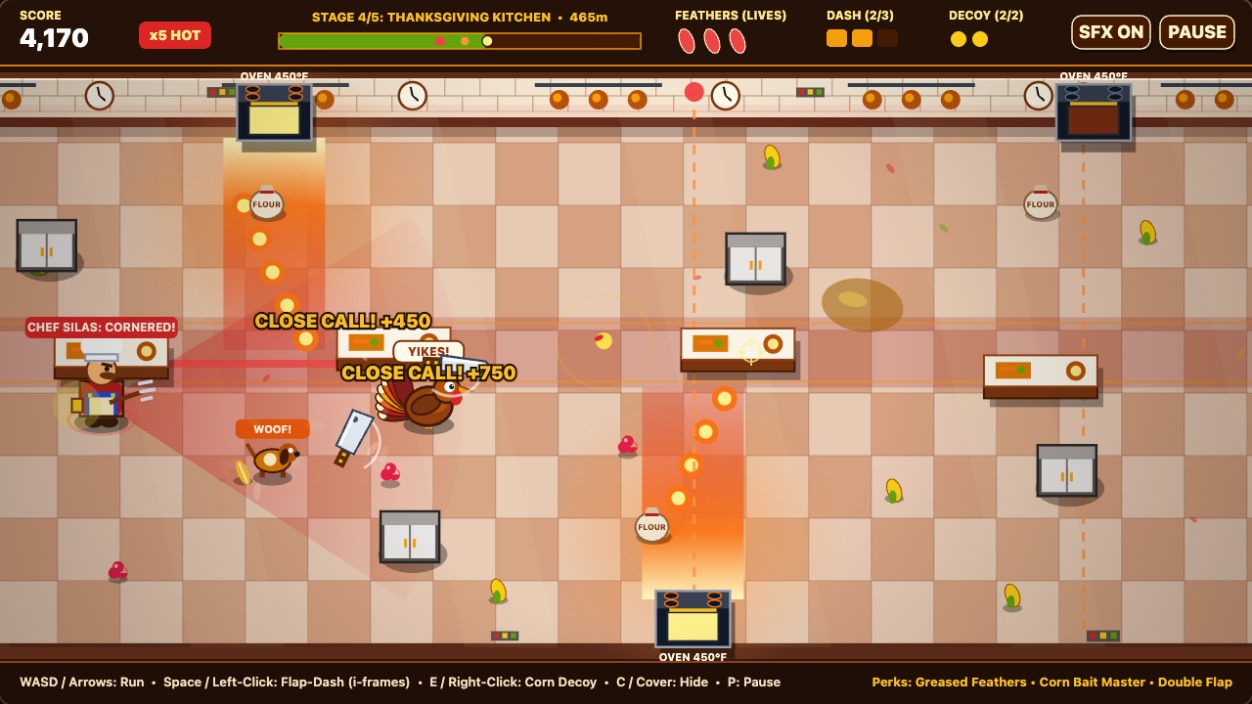 SCORE
4,170
x5 HOT
STAGE 4/5: THANKSGIVING KITCHEN • 465m
FEATHERS (LIVES)
DASH (2/3)
DECOY (2/2)
SFX ON
PAUSE
OVEN 450°F
OVEN 450°F
FLOUR
FLOUR
CHEF SILAS: CORNERED!
CLOSE CALL! +450
YIKES!
CLOSE CALL! +750
WOOF!
FLOUR
OVEN 450°F
WASD / Arrows: Run • Space / Left-Click: Flap-Dash (i-frames) • E / Right-Click: Corn Decoy • C / Cover: Hide • P: Pause
Perks: Greased Feathers • Corn Bait Master • Double Flap